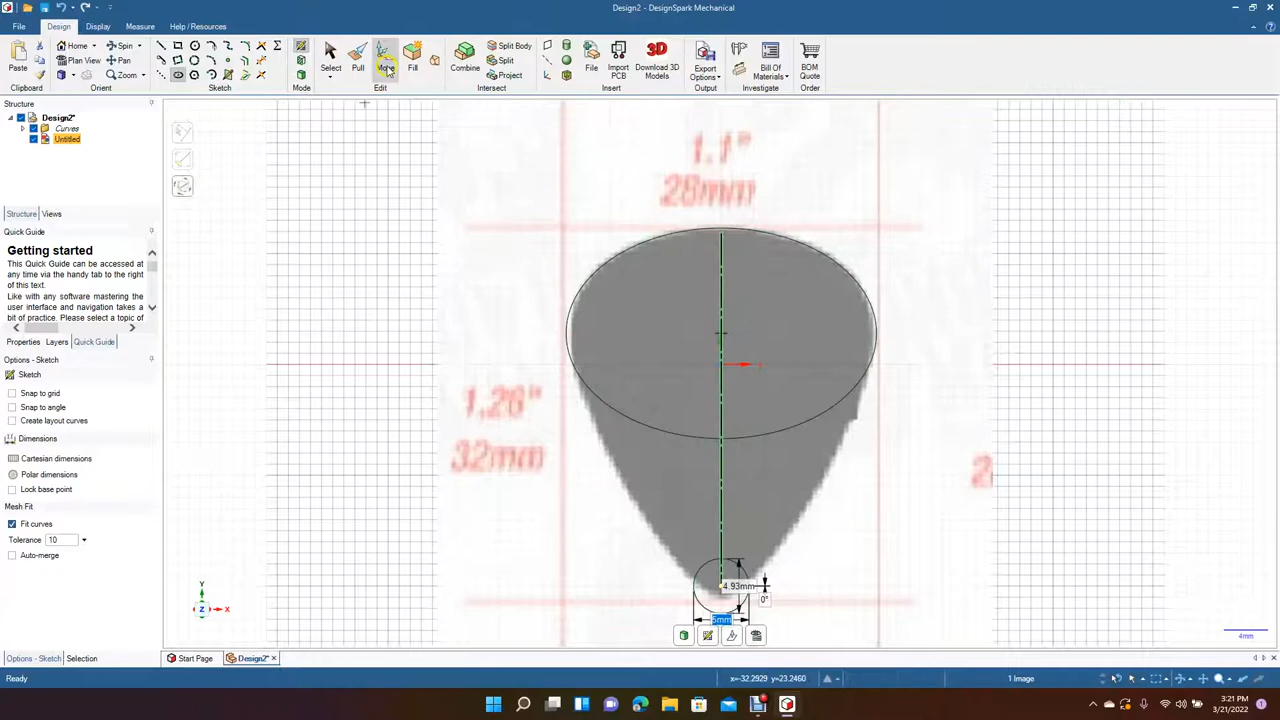 Design2* - DesignSpark Mechanical
File Design Display Measure Help / Resources
Paste Home Spin Plan View Pan Zoom Select Pull Move Fill Combine Split Body Split Project File Import PCB Download 3D Models Export Options Bill Of Materials BOM Quote
3D
Clipboard Orient Sketch Mode Edit Intersect Insert Output Investigate Order
Structure
Design2*
Curves
Untitled
Structure Views
Quick Guide
Getting started
This Quick Guide can be accessed at
any time via the handy tab to the right
of this text.
Like with any software mastering the
user interface and navigation takes a
bit of practice. Please select a topic of
Properties Layers Quick Guide
Options - Sketch
Sketch
Snap to grid
Snap to angle
Create layout curves
Dimensions
Cartesian dimensions
Polar dimensions
Lock base point
Mesh Fit
Fit curves
Tolerance 10
Auto-merge
Options - Sketch Selection
1.1"
28mm
1,26"
32mm
4.93mm
0°
5mm
Y
Z X
4mm
Start Page Design2*
Ready x=-32.2929 y=23.2460 1 Image
3:21 PM
3/21/2022